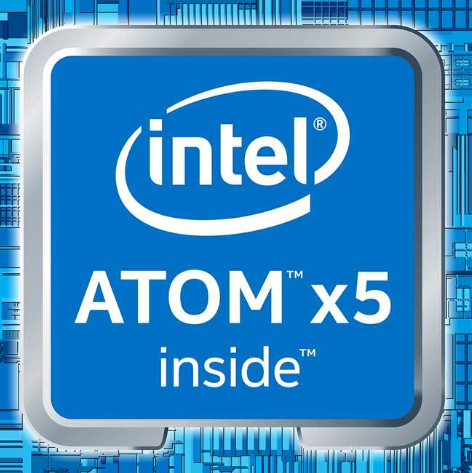 intel®
ATOM™ x5
inside™